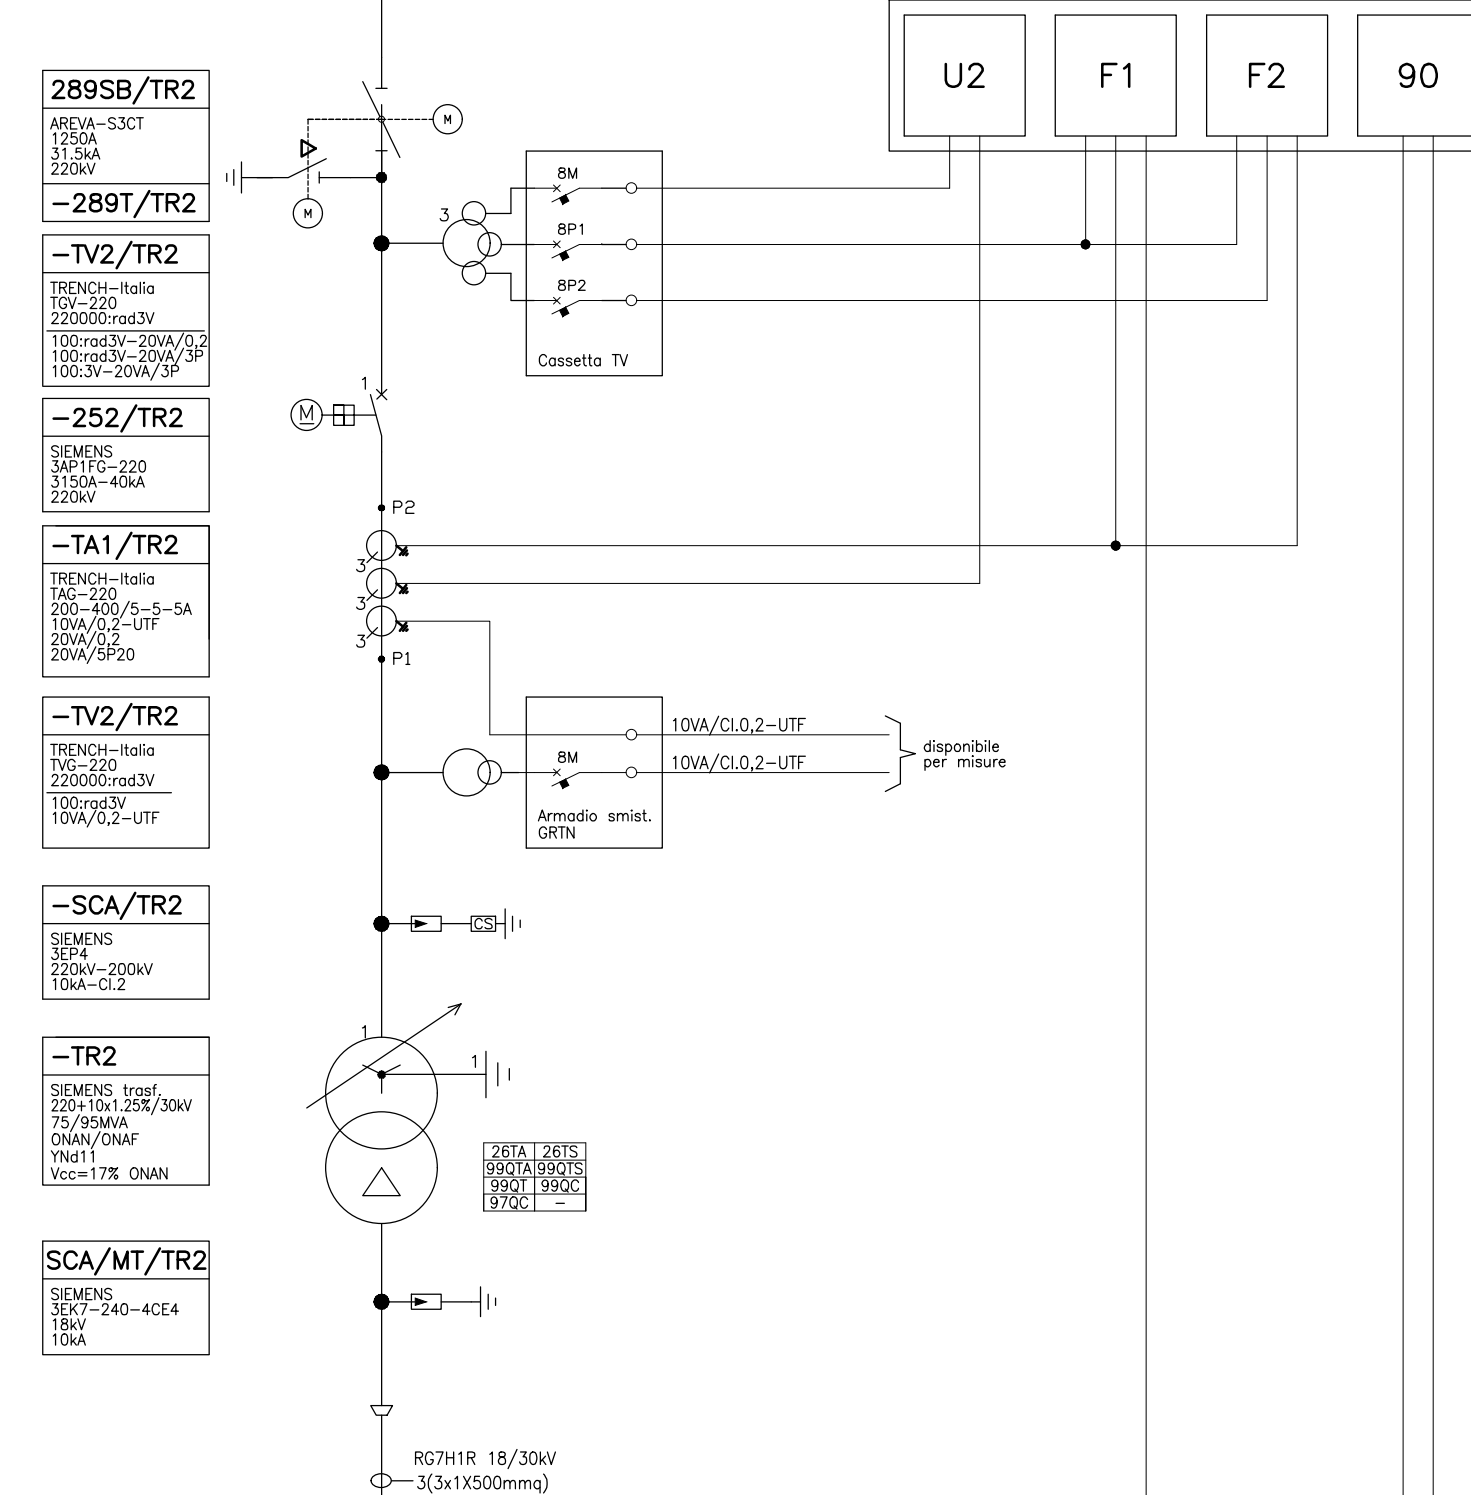 289SB/TR2
AREVA-S3CT
1250A
31.5kA
220kV
-289T/TR2
M
M
-TV2/TR2
TRENCH-Italia
TGV-220
220000:rad3V
100:rad3V-20VA/0,2
100:rad3V-20VA/3P
100:3V-20VA/3P
3
8M
8P1
8P2
Cassetta TV
U2
F1
F2
90
-252/TR2
SIEMENS
3AP1FG-220
3150A-40kA
220kV
1
M
P2
-TA1/TR2
TRENCH-Italia
TAG-220
200-400/5-5-5A
10VA/0,2-UTF
20VA/0,2
20VA/5P20
3
3
3
P1
-TV2/TR2
TRENCH-Italia
TVG-220
220000:rad3V
100:rad3V
10VA/0,2-UTF
8M
Armadio smist.
GRTN
10VA/Cl.0,2-UTF
10VA/Cl.0,2-UTF
disponibile
per misure
-SCA/TR2
SIEMENS
3EP4
220kV-200kV
10kA-Cl.2
CS
-TR2
SIEMENS trasf.
220+10x1.25%/30kV
75/95MVA
ONAN/ONAF
YNd11
Vcc=17% ONAN
1
1
26TA 26TS
99QTA 99QTS
99QT 99QC
97QC -
SCA/MT/TR2
SIEMENS
3EK7-240-4CE4
18kV
10kA
RG7H1R 18/30kV
3(3x1X500mmq)